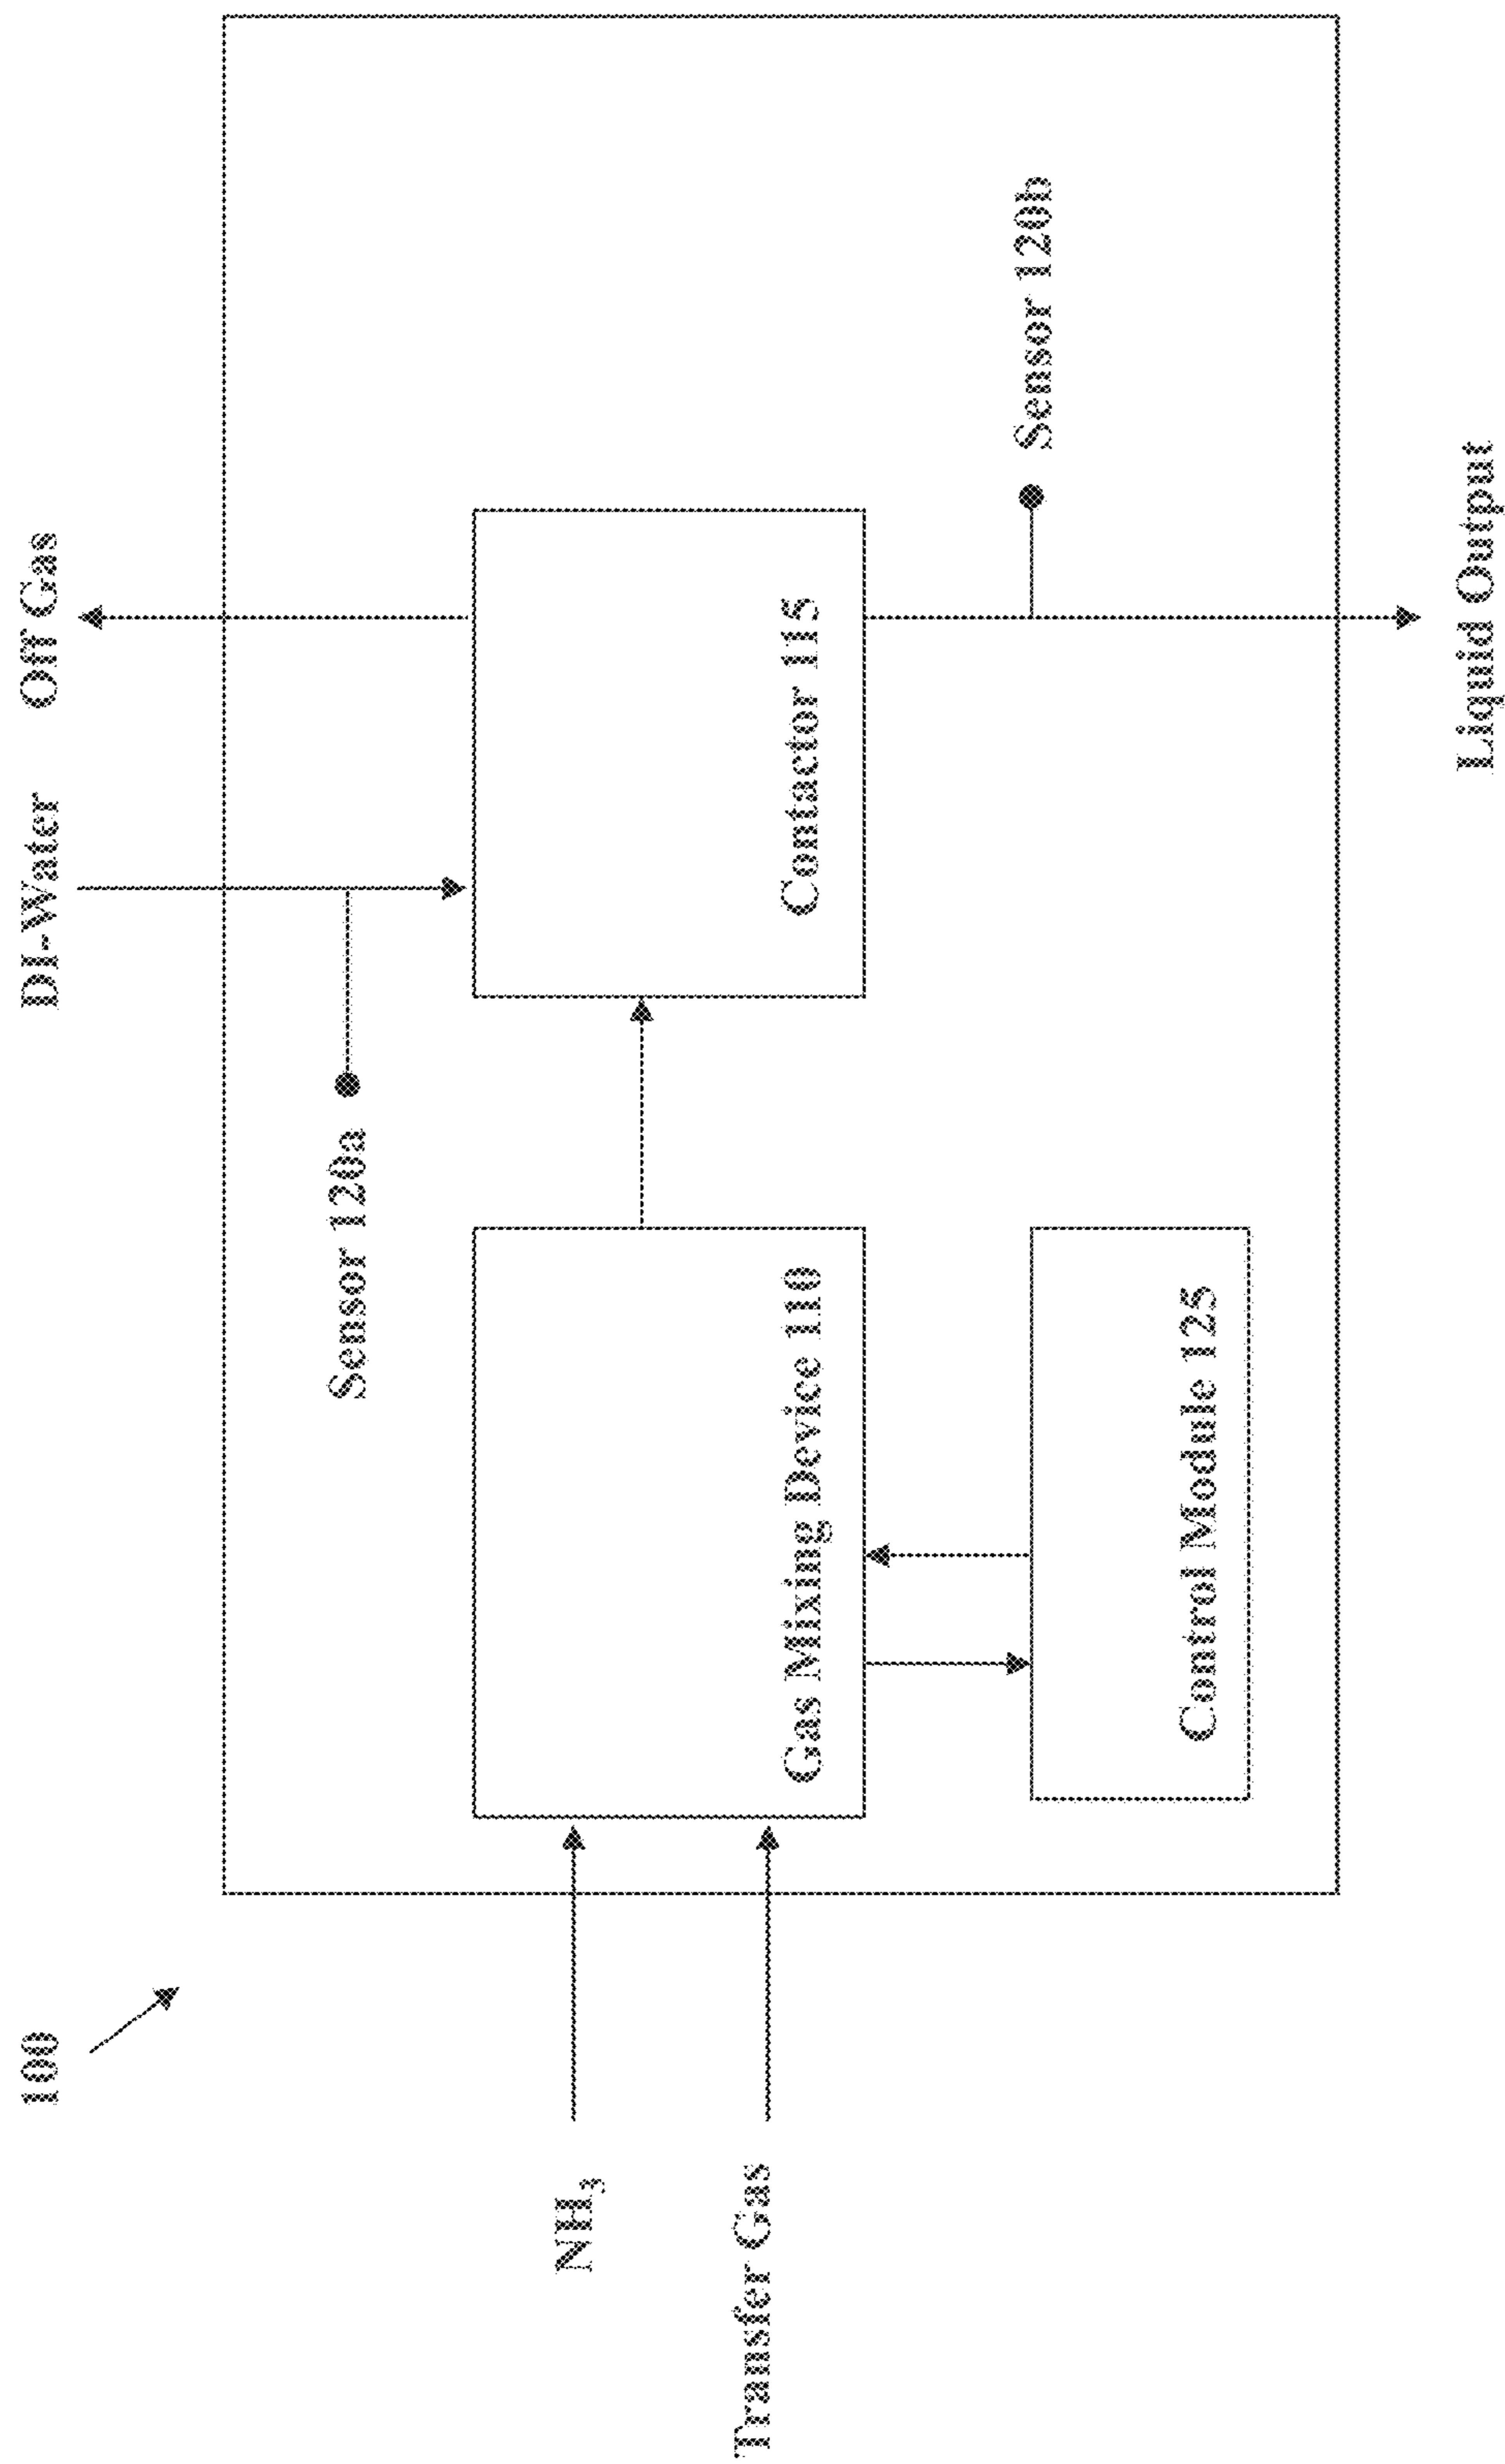 100
DI-Water
Off Gas
Sensor 120a
NH₃
Transfer Gas
Gas Mixing Device 110
Contactor 115
Sensor 120b
Control Module 125
Liquid Output